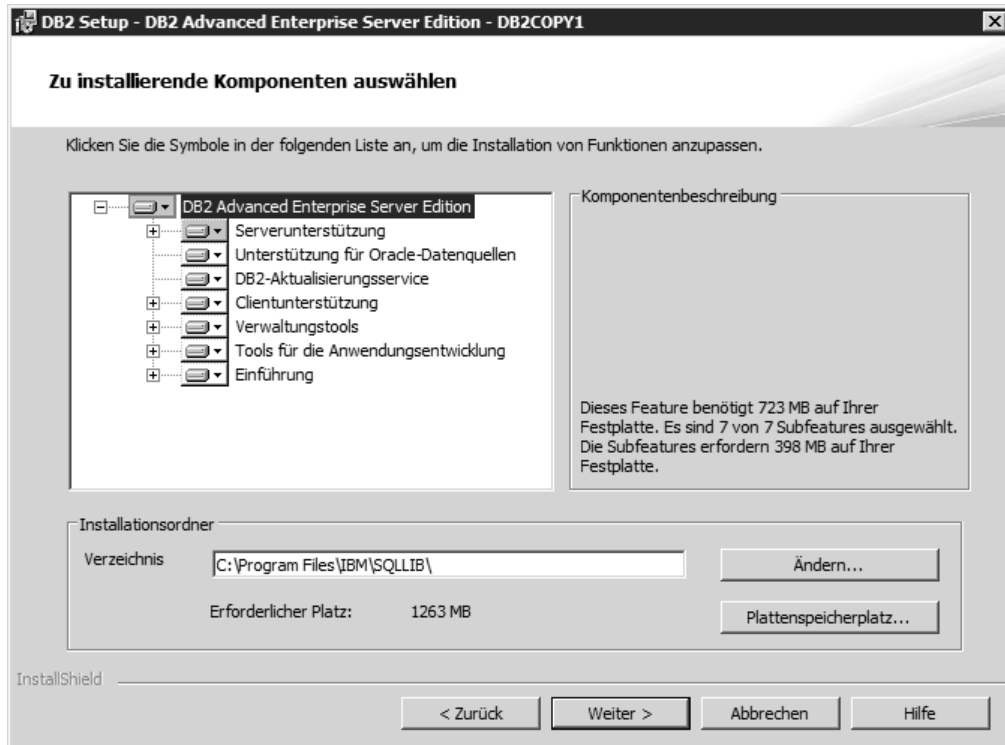 DB2 Setup - DB2 Advanced Enterprise Server Edition - DB2COPY1
Zu installierende Komponenten auswählen
Klicken Sie die Symbole in der folgenden Liste an, um die Installation von Funktionen anzupassen.
DB2 Advanced Enterprise Server Edition
Serverunterstützung
Unterstützung für Oracle-Datenquellen
DB2-Aktualisierungsservice
Clientunterstützung
Verwaltungstools
Tools für die Anwendungsentwicklung
Einführung
Komponentenbeschreibung
Dieses Feature benötigt 723 MB auf Ihrer
Festplatte. Es sind 7 von 7 Subfeatures ausgewählt.
Die Subfeatures erfordern 398 MB auf Ihrer
Festplatte.
Installationsordner
Verzeichnis
C:\Program Files\IBM\SQLLIB\
Ändern...
Erforderlicher Platz: 1263 MB
Plattenspeicherplatz...
InstallShield
< Zurück
Weiter >
Abbrechen
Hilfe